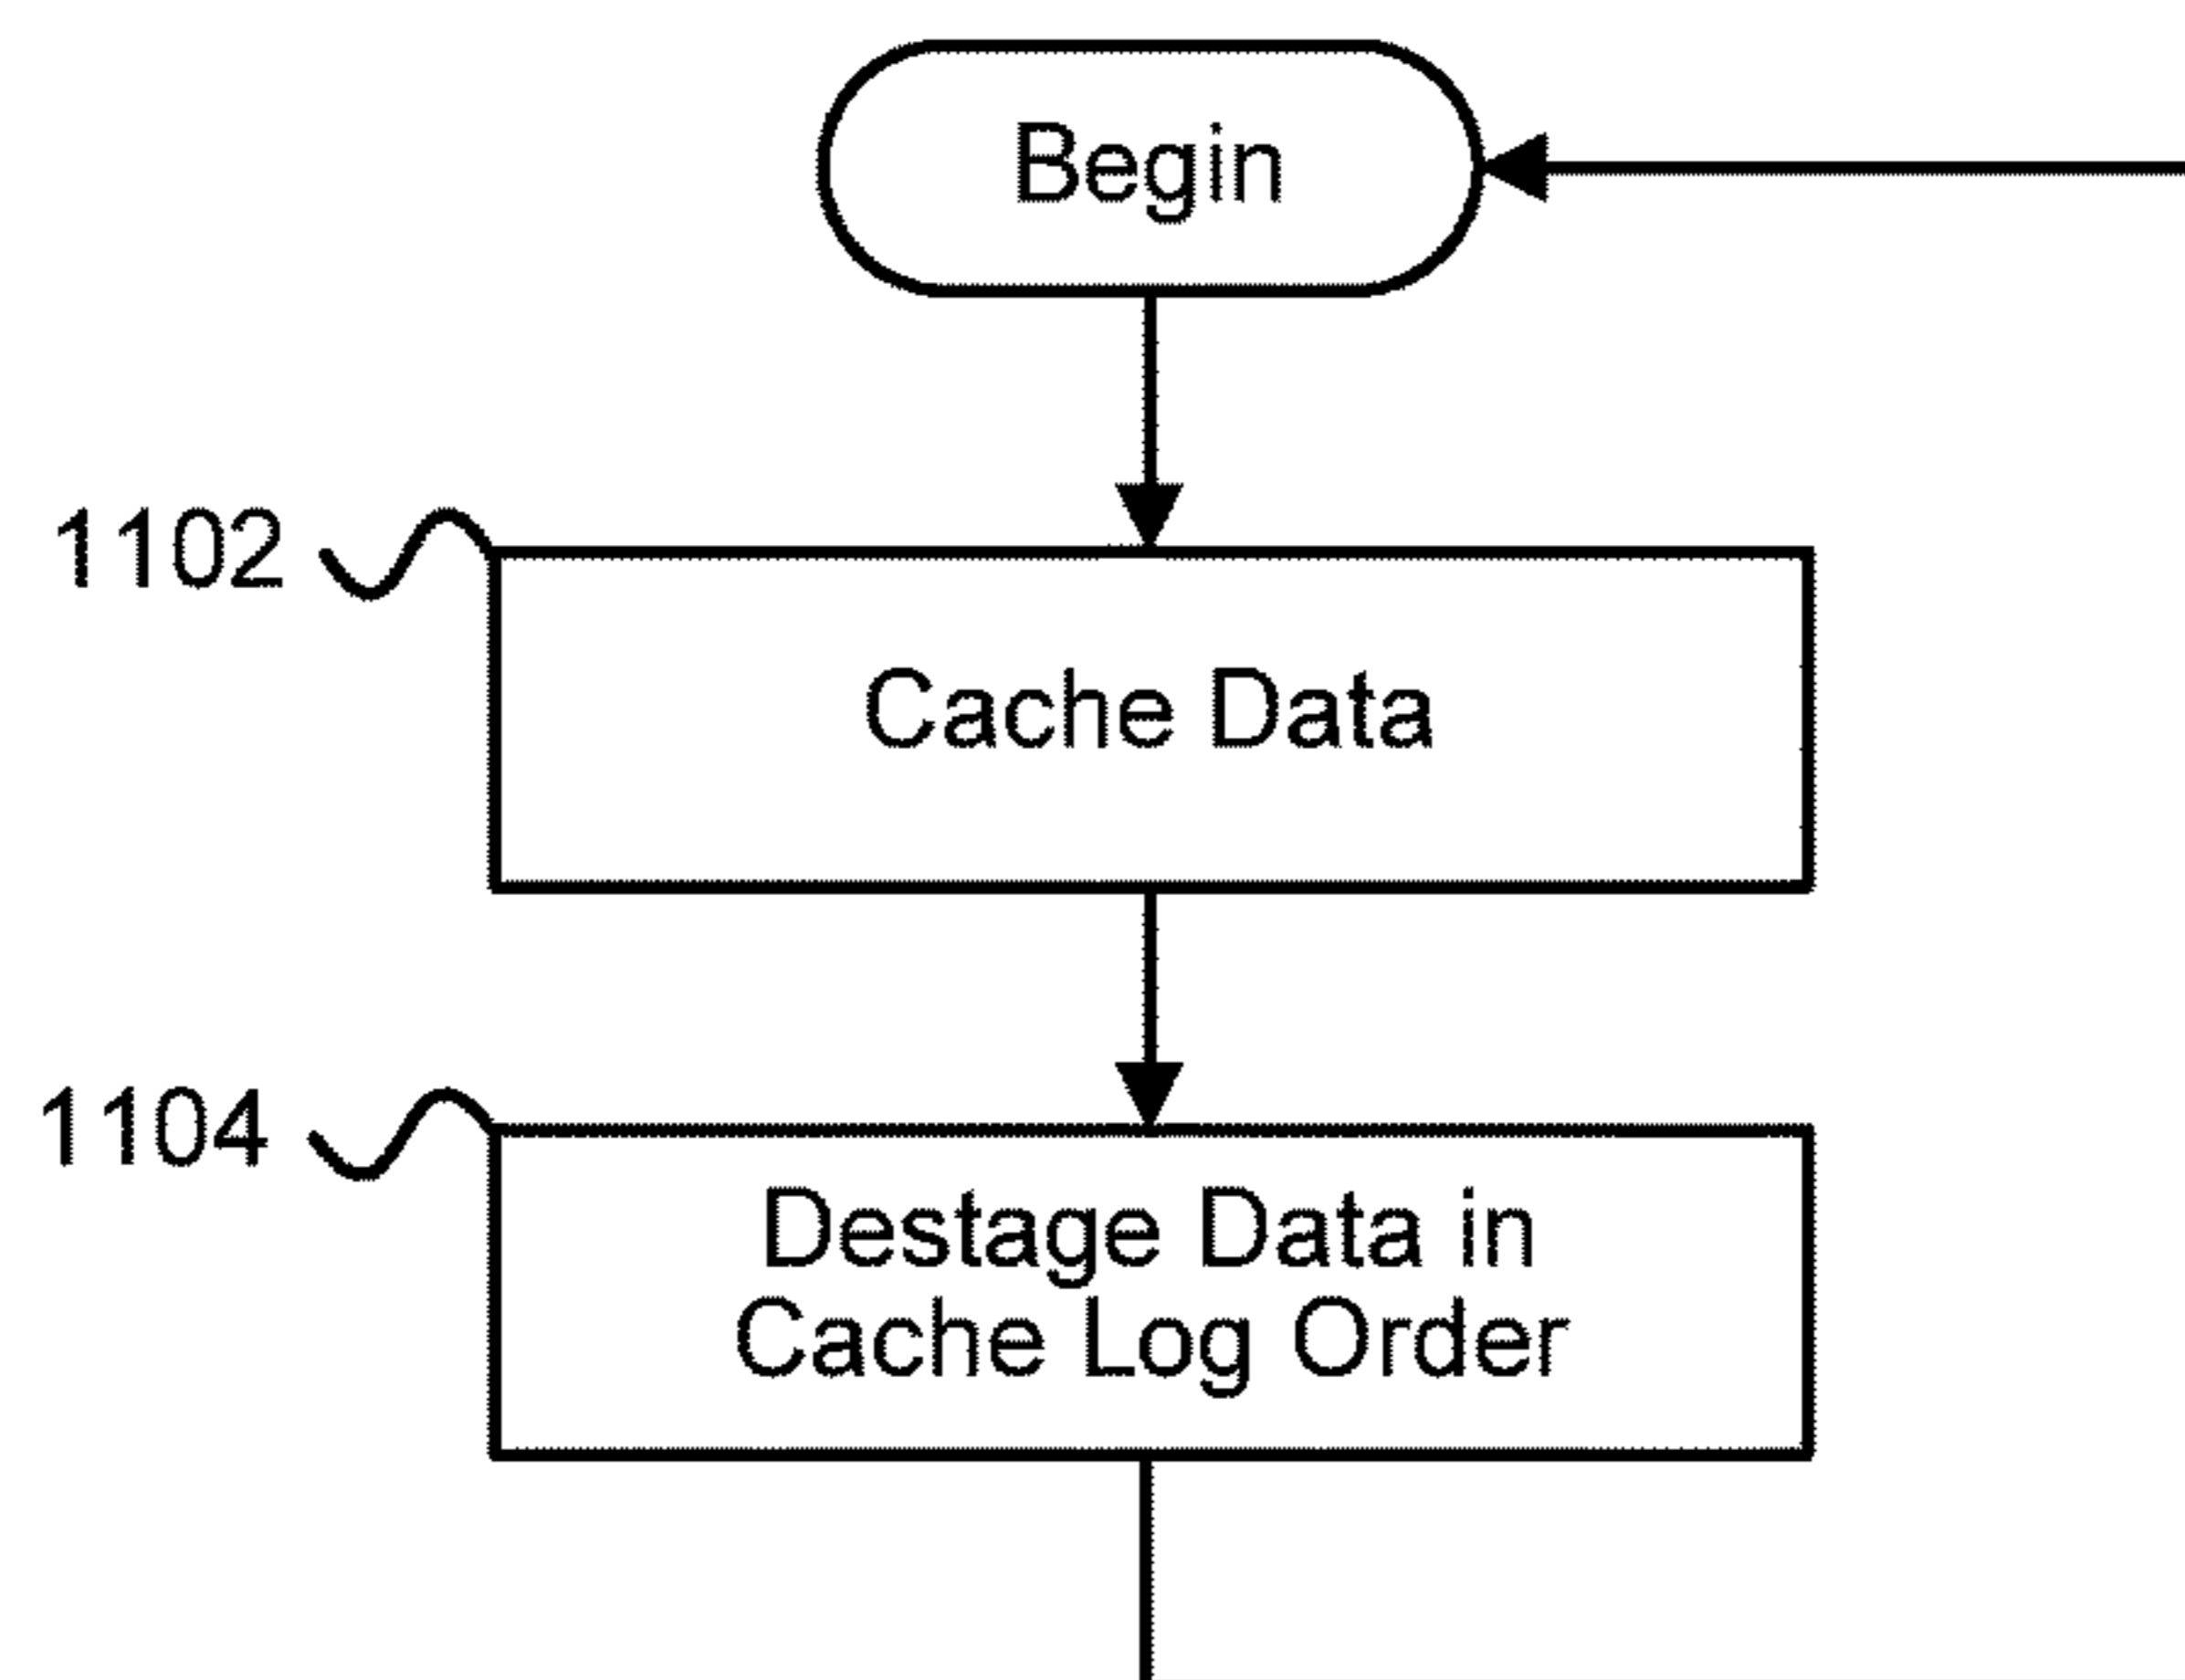 Begin
1102
Cache Data
1104
Destage Data in
Cache Log Order